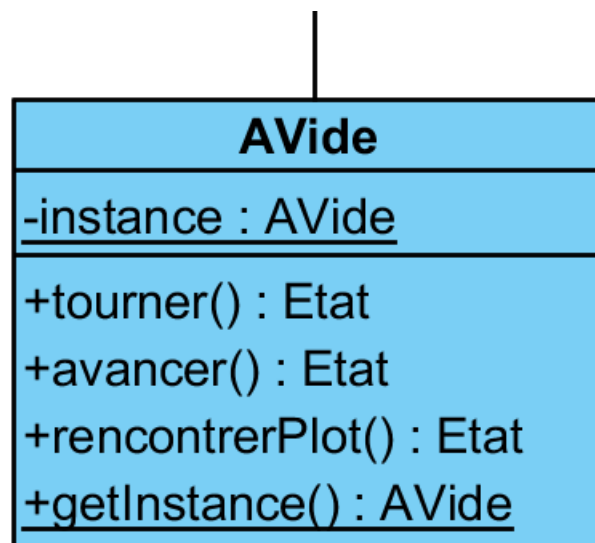 AVide
-instance : AVide
+tourner() : Etat
+avancer() : Etat
+rencontrerPlot() : Etat
+getInstance() : AVide